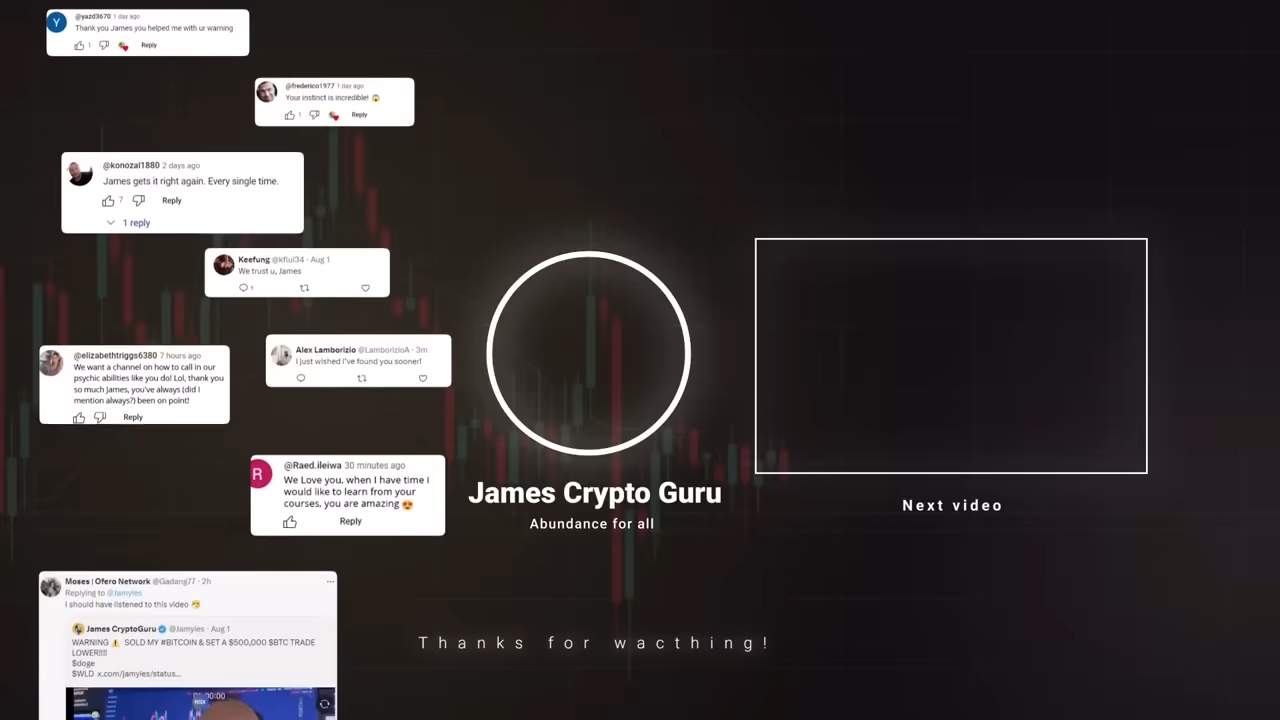 Y
@yazd3670 1 day ago
Thank you James you helped me with ur warning
1
Reply
@frederico1977 1 day ago
Your instinct is incredible! 😱
1
Reply
@konozal1880 2 days ago
James gets it right again. Every single time.
7
Reply
1 reply
Keefung @kflui34 · Aug 1
We trust u, James
1
@elizabethtriggs6380 7 hours ago
We want a channel on how to call in our
psychic abilities like you do! Lol, thank you
so much James, you've always (did I
mention always?) been on point!
Reply
Alex Lamborizio @LamborizioA · 3m
I just wished I've found you sooner!
R
@Raed.ileiwa 30 minutes ago
We Love you, when I have time I
would like to learn from your
courses, you are amazing 😍
Reply
Moses | Ofero Network @Gadang77 · 2h
Replying to @Jamyies
I should have listened to this video 🤧
James CryptoGuru @Jamyies · Aug 1
WARNING ⚠️ SOLD MY #BITCOIN & SET A $500,000 $BTC TRADE
LOWER!!!!
$doge
$WLD x.com/jamyies/status...
James Crypto Guru
Abundance for all
Next video
Thanks for wacthing!